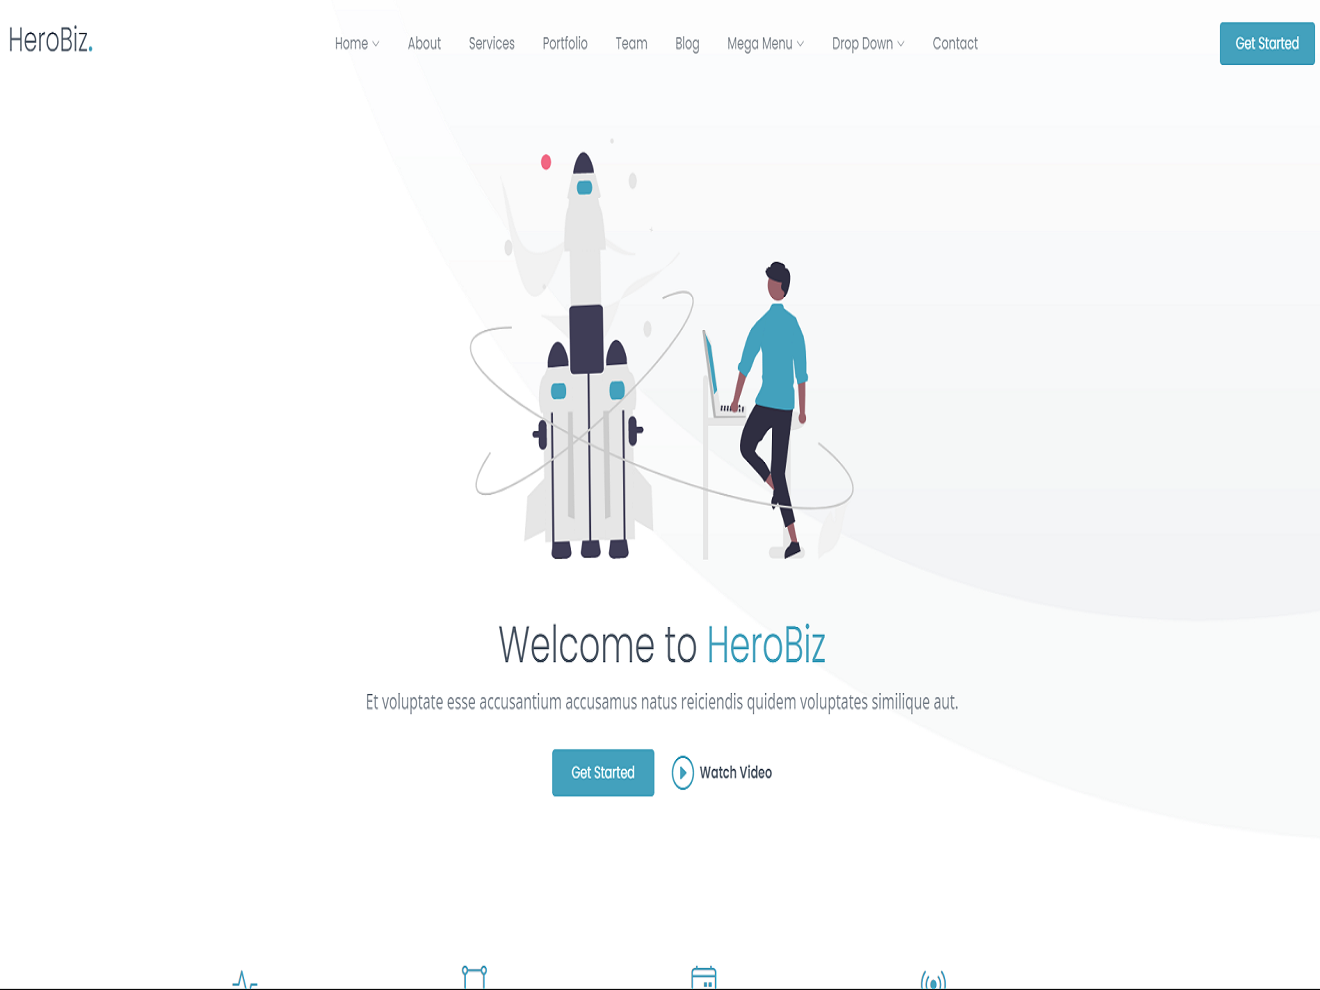 HeroBiz.
Home About Services Portfolio Team Blog Mega Menu Drop Down Contact
Get Started
Welcome to HeroBiz
Et voluptate esse accusantium accusamus natus reiciendis quidem voluptates similique aut.
Get Started Watch Video